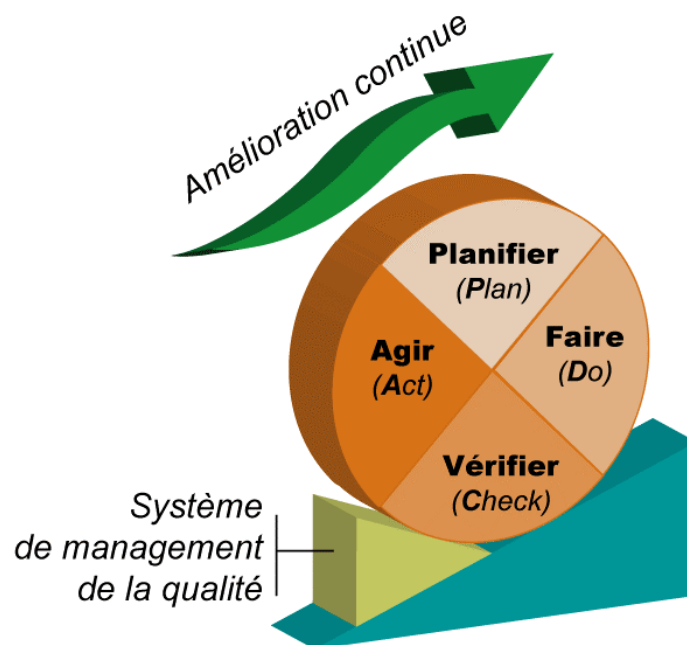 Amélioration continue
Planifier
(Plan)
Faire
(Do)
Agir
(Act)
Vérifier
(Check)
Système
de management
de la qualité